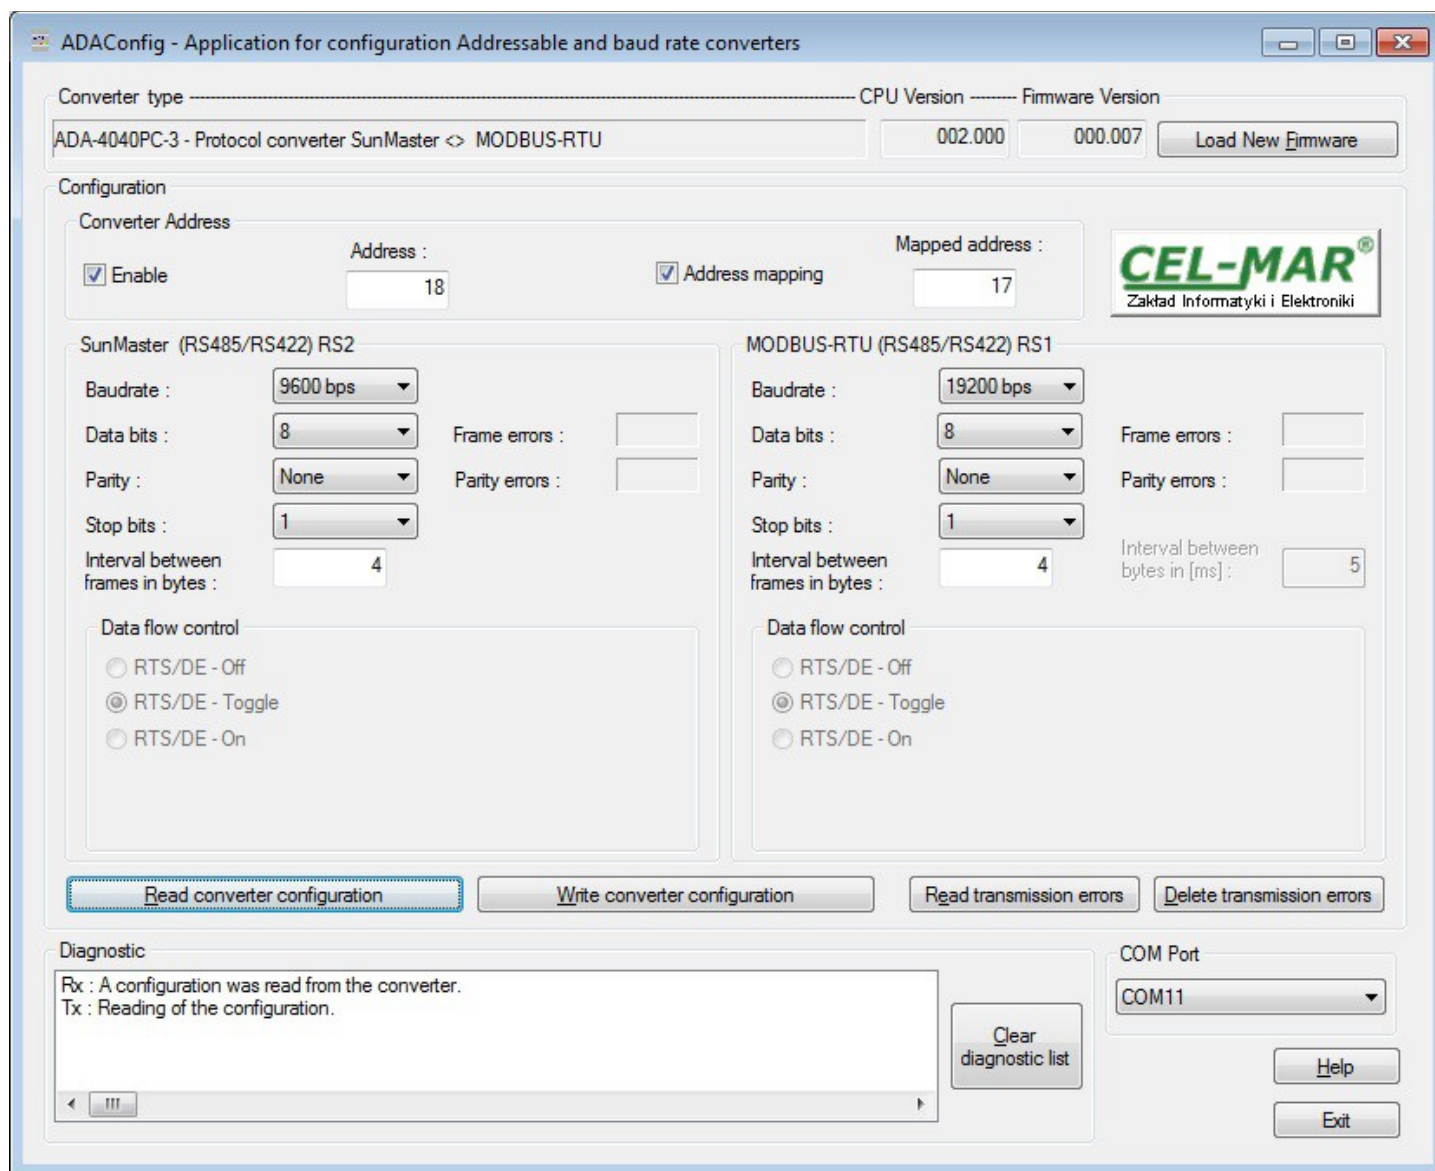 ADAConfig - Application for configuration Addressable and baud rate converters
Converter type CPU Version Firmware Version
ADA-4040PC-3 - Protocol converter SunMaster <> MODBUS-RTU 002.000 000.007 Load New Firmware
Configuration
Converter Address
Enable Address : 18 Address mapping Mapped address : 17
CEL-MAR®
Zakład Informatyki i Elektroniki
SunMaster (RS485/RS422) RS2
Baudrate : 9600 bps
Data bits : 8 Frame errors :
Parity : None Parity errors :
Stop bits : 1
Interval between
frames in bytes : 4
Data flow control
RTS/DE - Off
RTS/DE - Toggle
RTS/DE - On
MODBUS-RTU (RS485/RS422) RS1
Baudrate : 19200 bps
Data bits : 8 Frame errors :
Parity : None Parity errors :
Stop bits : 1
Interval between
frames in bytes : 4
Interval between
bytes in [ms] : 5
Data flow control
RTS/DE - Off
RTS/DE - Toggle
RTS/DE - On
Read converter configuration Write converter configuration Read transmission errors Delete transmission errors
Diagnostic
Rx : A configuration was read from the converter.
Tx : Reading of the configuration.
Clear
diagnostic list
COM Port
COM11
Help
Exit